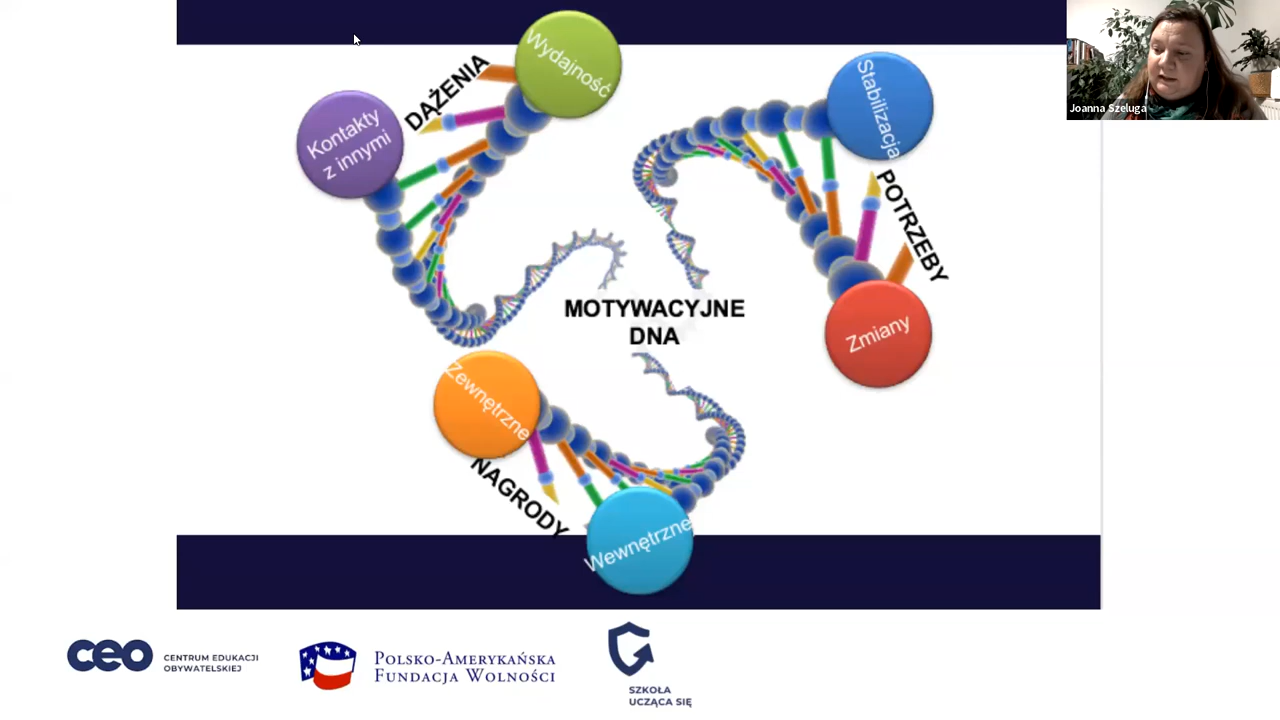 Joanna Szeluga
DĄŻENIA
Wydajność
Kontakty
z innymi
Stabilizacja
POTRZEBY
Zmiany
MOTYWACYJNE
DNA
Zewnętrzne
NAGRODY
Wewnętrzne
ceo
CENTRUM EDUKACJI
OBYWATELSKIEJ
POLSKO-AMERYKAŃSKA
FUNDACJA WOLNOŚCI
SZKOŁA
UCZĄCA SIĘ